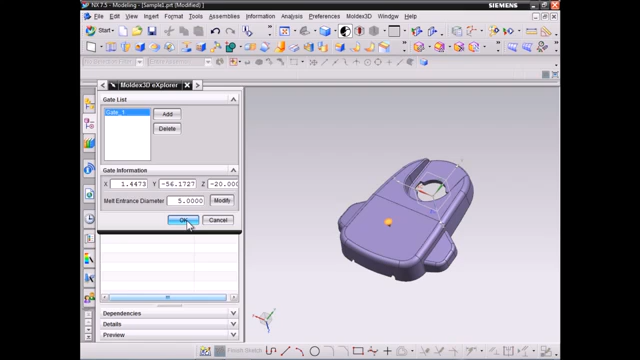 NX 7.5 - Modeling - [Sample1.prt (Modified)]
SIEMENS
File Edit View Insert Format Tools Assemblies Information Analysis Preferences Moldex3D Window Help
Start
Moldex3D eXplorer
Gate List
Gate_1
Add
Delete
Gate Information
X 1.4473 Y -56.1727 Z -20.000
Melt Entrance Diameter 5.0000 Modify
OK Cancel
Dependencies
Details
Preview
Finish Sketch